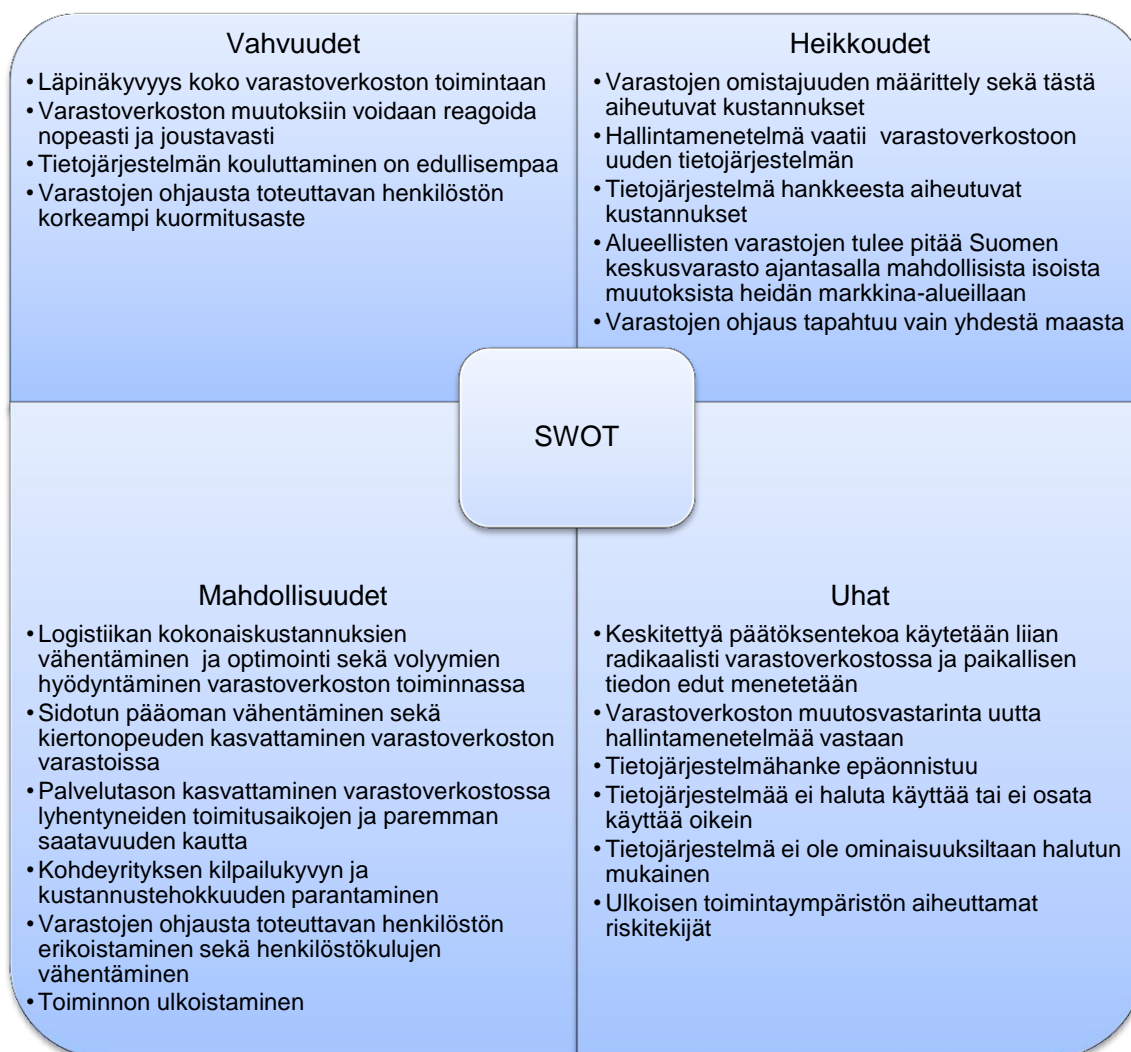 Vahvuudet
• Läpinäkyvyys koko varastoverkoston toimintaan
• Varastoverkoston muutoksiin voidaan reagoida
nopeasti ja joustavasti
• Tietojärjestelmän kouluttaminen on edullisempaa
• Varastojen ohjausta toteuttavan henkilöstön
korkeampi kuormitusaste
Heikkoudet
• Varastojen omistajuuden määrittely sekä tästä
aiheutuvat kustannukset
• Hallintamenetelmä vaatii varastoverkostoon
uuden tietojärjestelmän
• Tietojärjestelmä hankkeesta aiheutuvat
kustannukset
• Alueellisten varastojen tulee pitää Suomen
keskusvarasto ajantasalla mahdollisista isoista
muutoksista heidän markkina-alueillaan
• Varastojen ohjaus tapahtuu vain yhdestä maasta
SWOT
Mahdollisuudet
• Logistiikan kokonaiskustannuksien
vähentäminen ja optimointi sekä volyymien
hyödyntäminen varastoverkoston toiminnassa
• Sidotun pääoman vähentäminen sekä
kiertonopeuden kasvattaminen varastoverkoston
varastoissa
• Palvelutason kasvattaminen varastoverkostossa
lyhentyneiden toimitusaikojen ja paremman
saatavuuden kautta
• Kohdeyrityksen kilpailukyvyn ja
kustannustehokkuuden parantaminen
• Varastojen ohjausta toteuttavan henkilöstön
erikoistaminen sekä henkilöstökulujen
vähentäminen
• Toiminnon ulkoistaminen
Uhat
• Keskitettyä päätöksentekoa käytetään liian
radikaalisti varastoverkostossa ja paikallisen
tiedon edut menetetään
• Varastoverkoston muutosvastarinta uutta
hallintamenetelmää vastaan
• Tietojärjestelmähanke epäonnistuu
• Tietojärjestelmää ei haluta käyttää tai ei osata
käyttää oikein
• Tietojärjestelmä ei ole ominaisuuksiltaan halutun
mukainen
• Ulkoisen toimintaympäristön aiheuttamat
riskitekijät